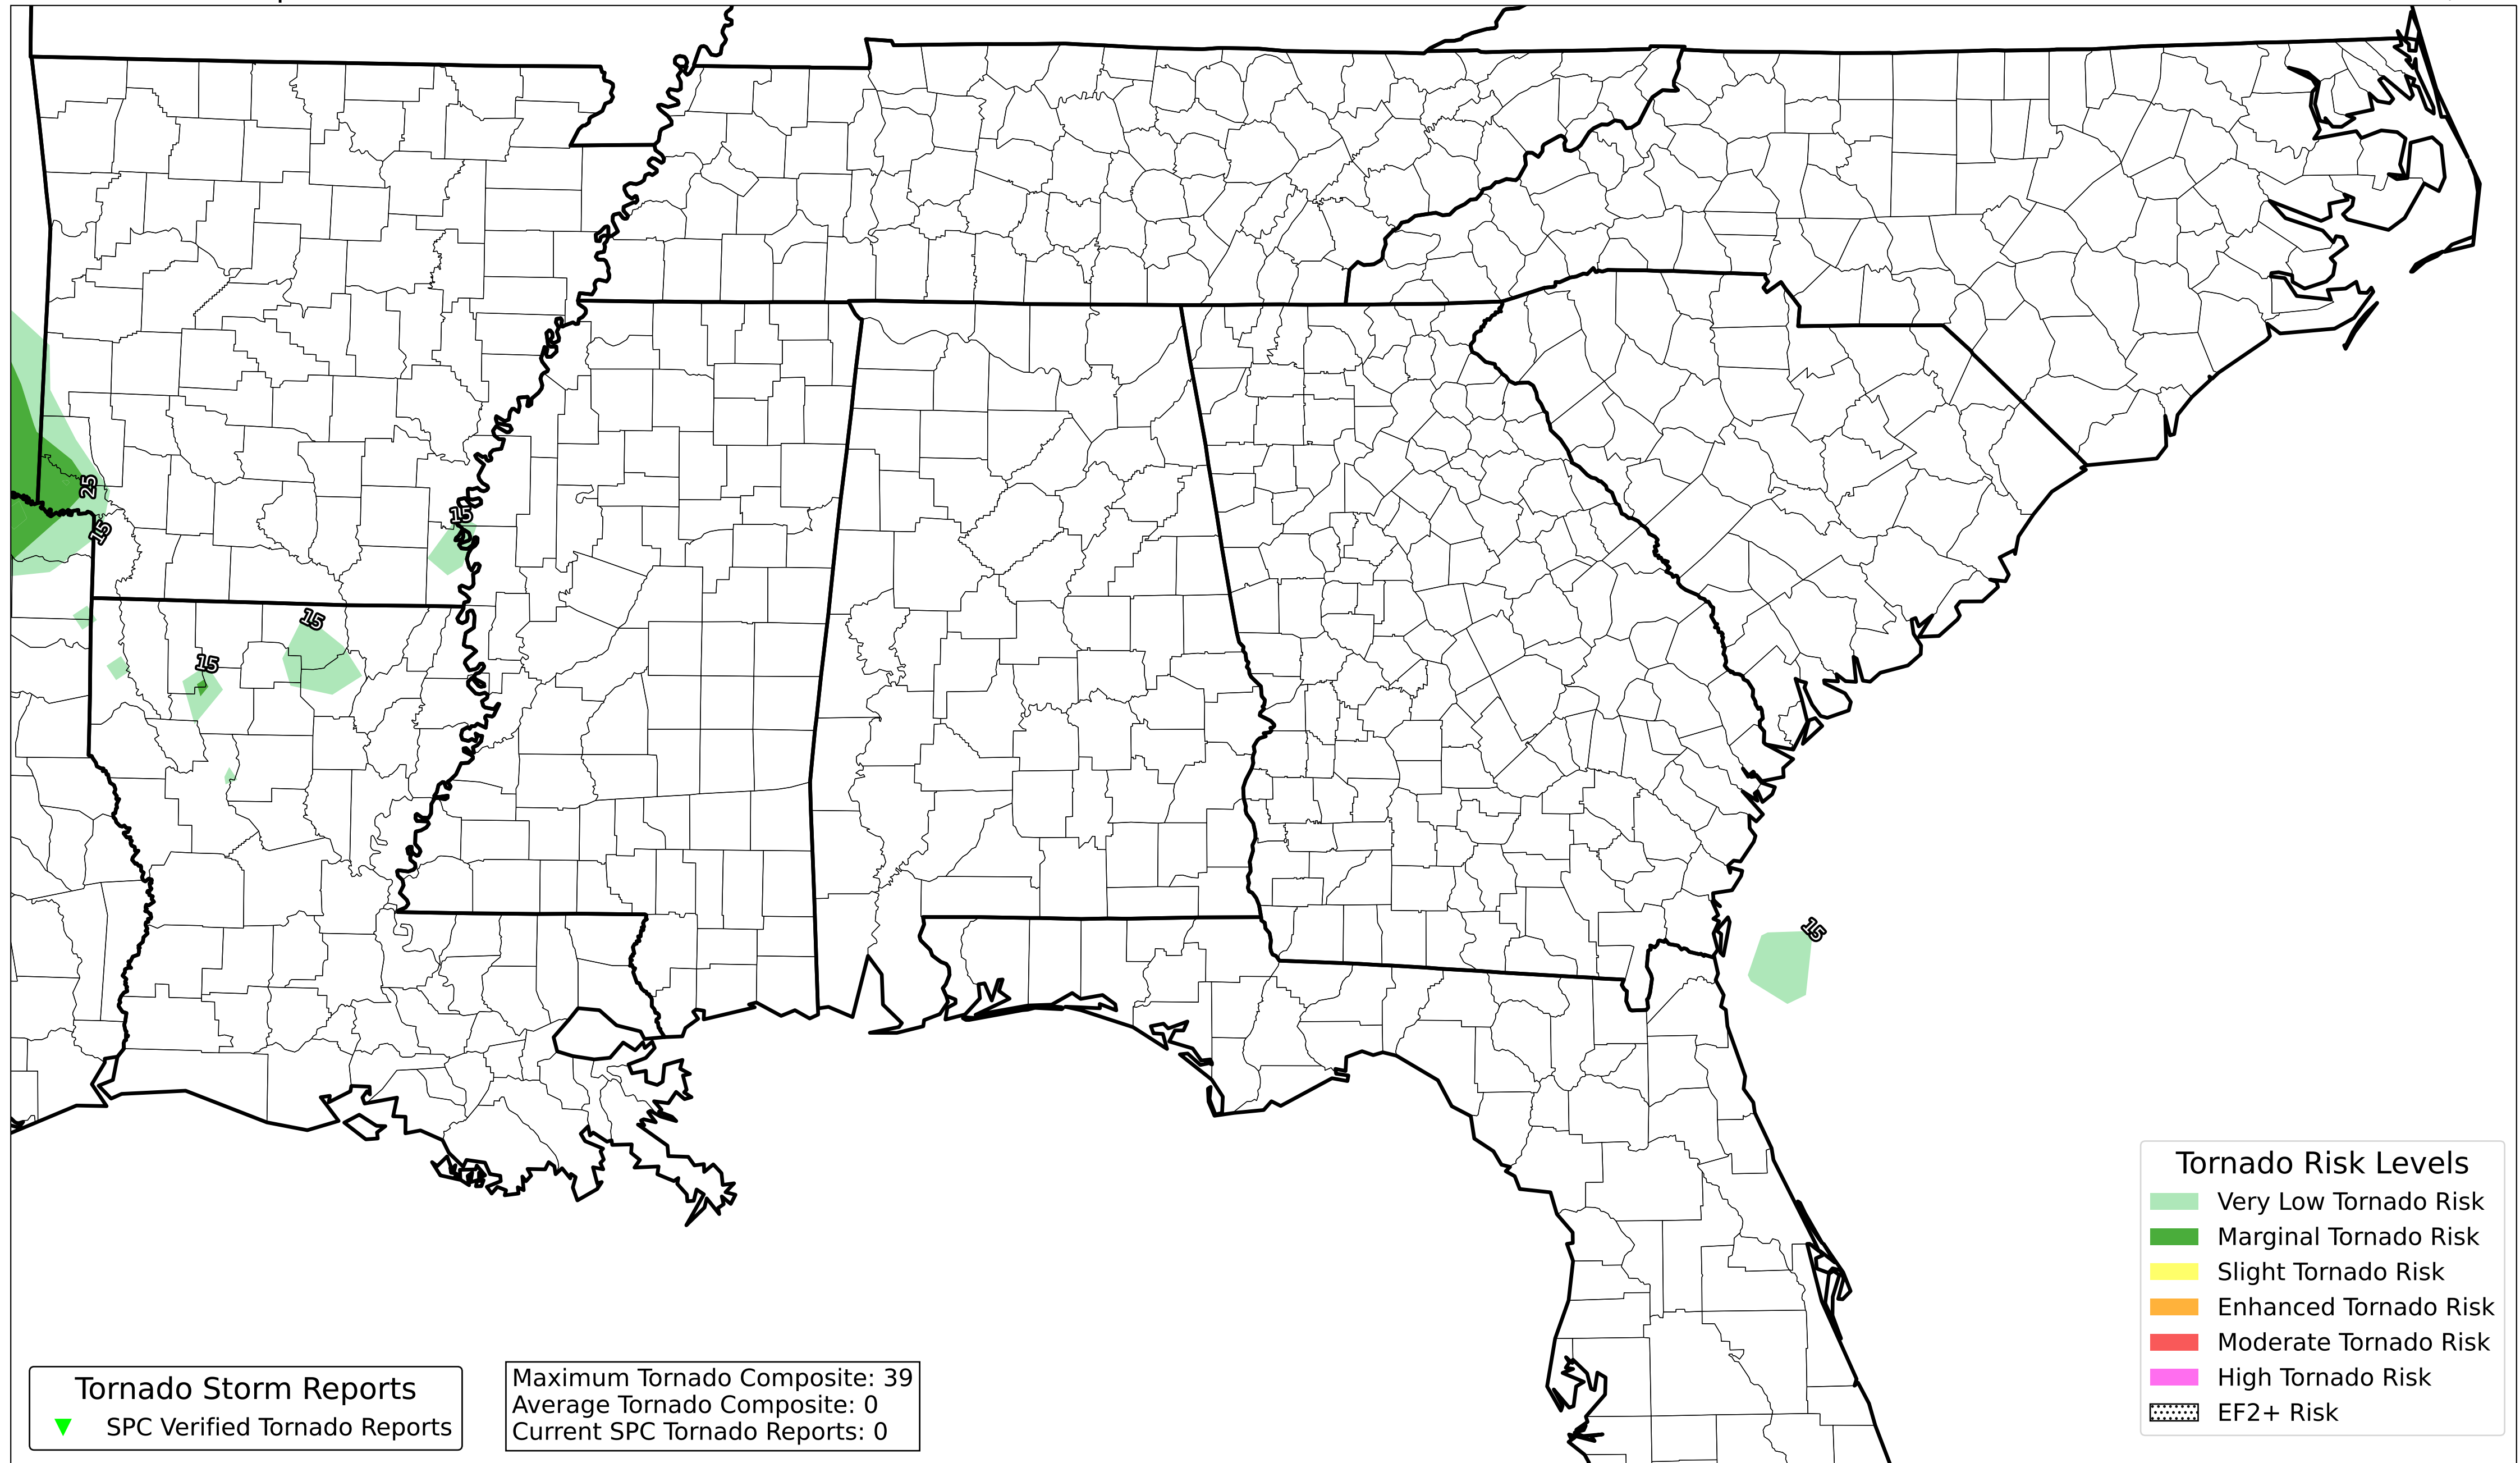 25
15
15
15
15
15
Tornado Risk Levels
Very Low Tornado Risk
Marginal Tornado Risk
Slight Tornado Risk
Enhanced Tornado Risk
Moderate Tornado Risk
High Tornado Risk
EF2+ Risk
Tornado Storm Reports
SPC Verified Tornado Reports
Maximum Tornado Composite: 39
Average Tornado Composite: 0
Current SPC Tornado Reports: 0